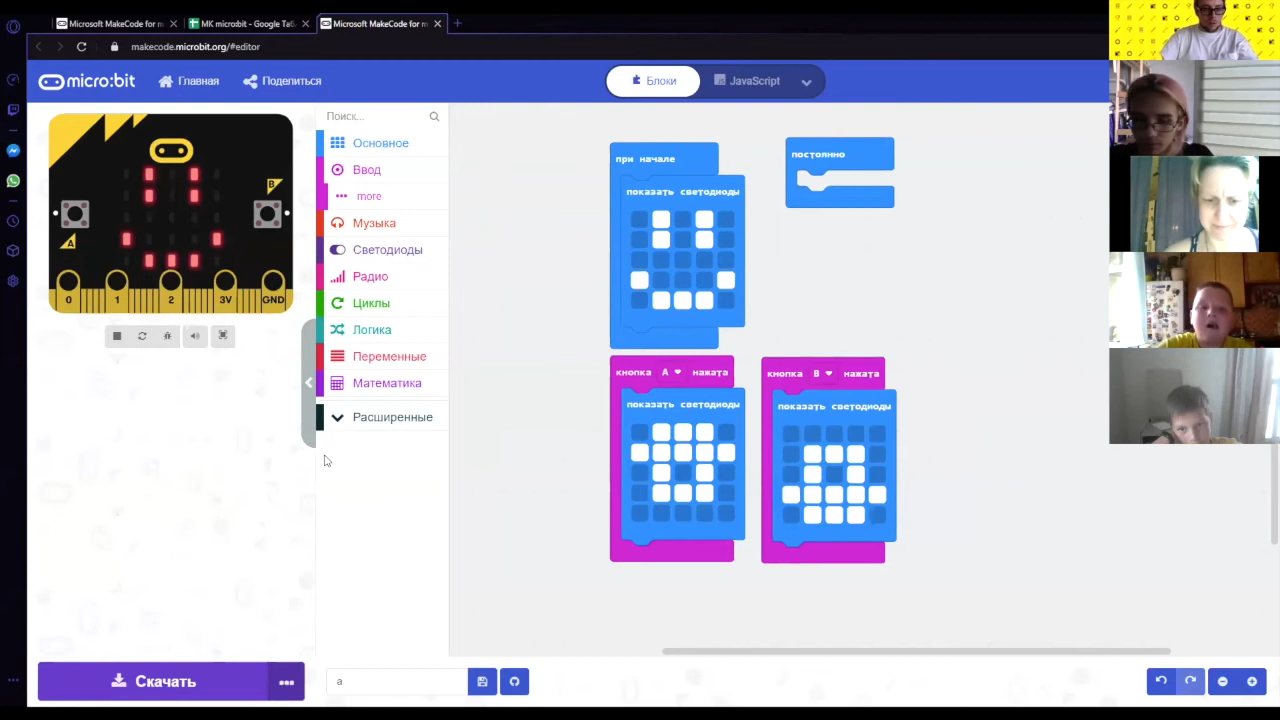 Microsoft MakeCode for m
MK microbit - Google Таб
Microsoft MakeCode for m
makecode.microbit.org/#editor
micro:bit
Главная
Поделиться
Блоки
JavaScript
Поиск...
Основное
Ввод
more
Музыка
Светодиоды
Радио
Циклы
Логика
Переменные
Математика
Расширенные
A
B
0
1
2
3V
GND
при начале
показать светодиоды
постоянно
кнопка A нажата
показать светодиоды
кнопка B нажата
показать светодиоды
Скачать
a